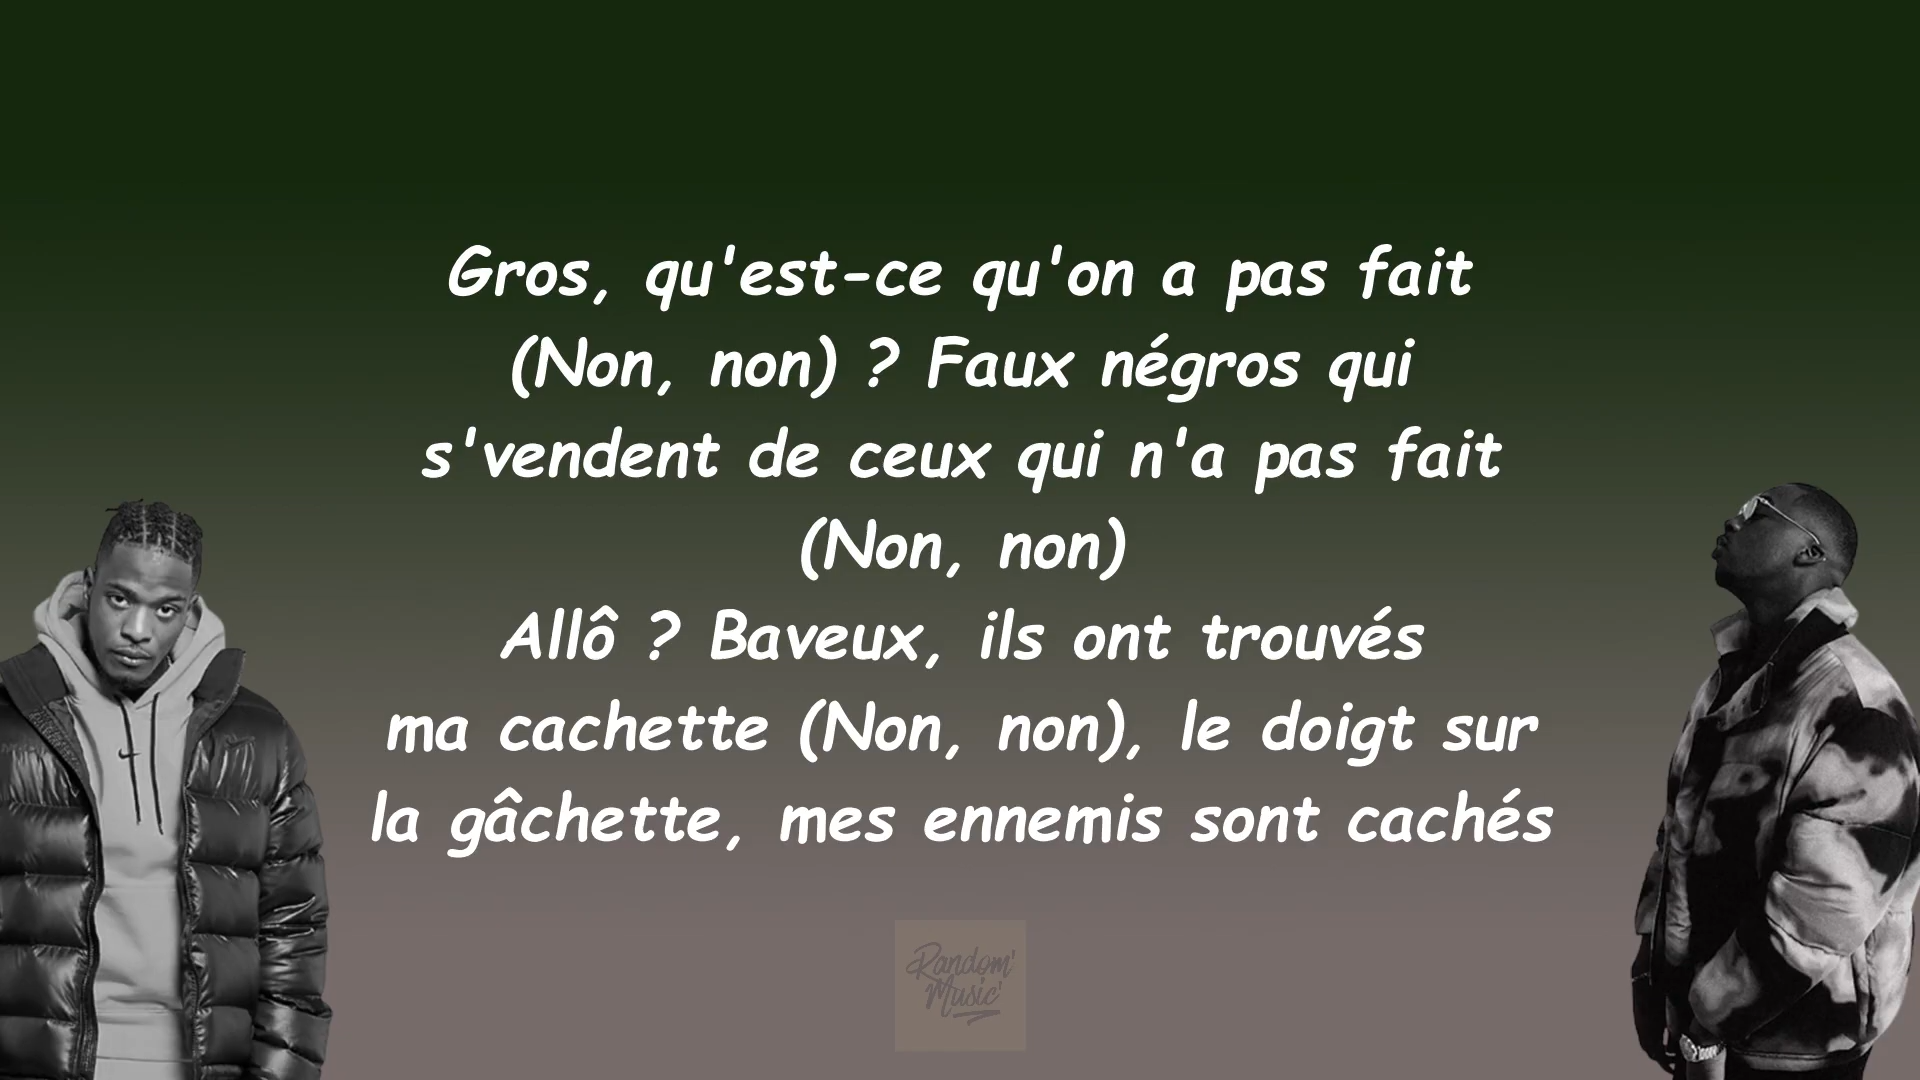 Gros, qu'est-ce qu'on a pas fait
(Non, non) ? Faux négros qui
s'vendent de ceux qui n'a pas fait
(Non, non)
Allô ? Baveux, ils ont trouvés
ma cachette (Non, non), le doigt sur
la gâchette, mes ennemis sont cachés
Random'
Music'